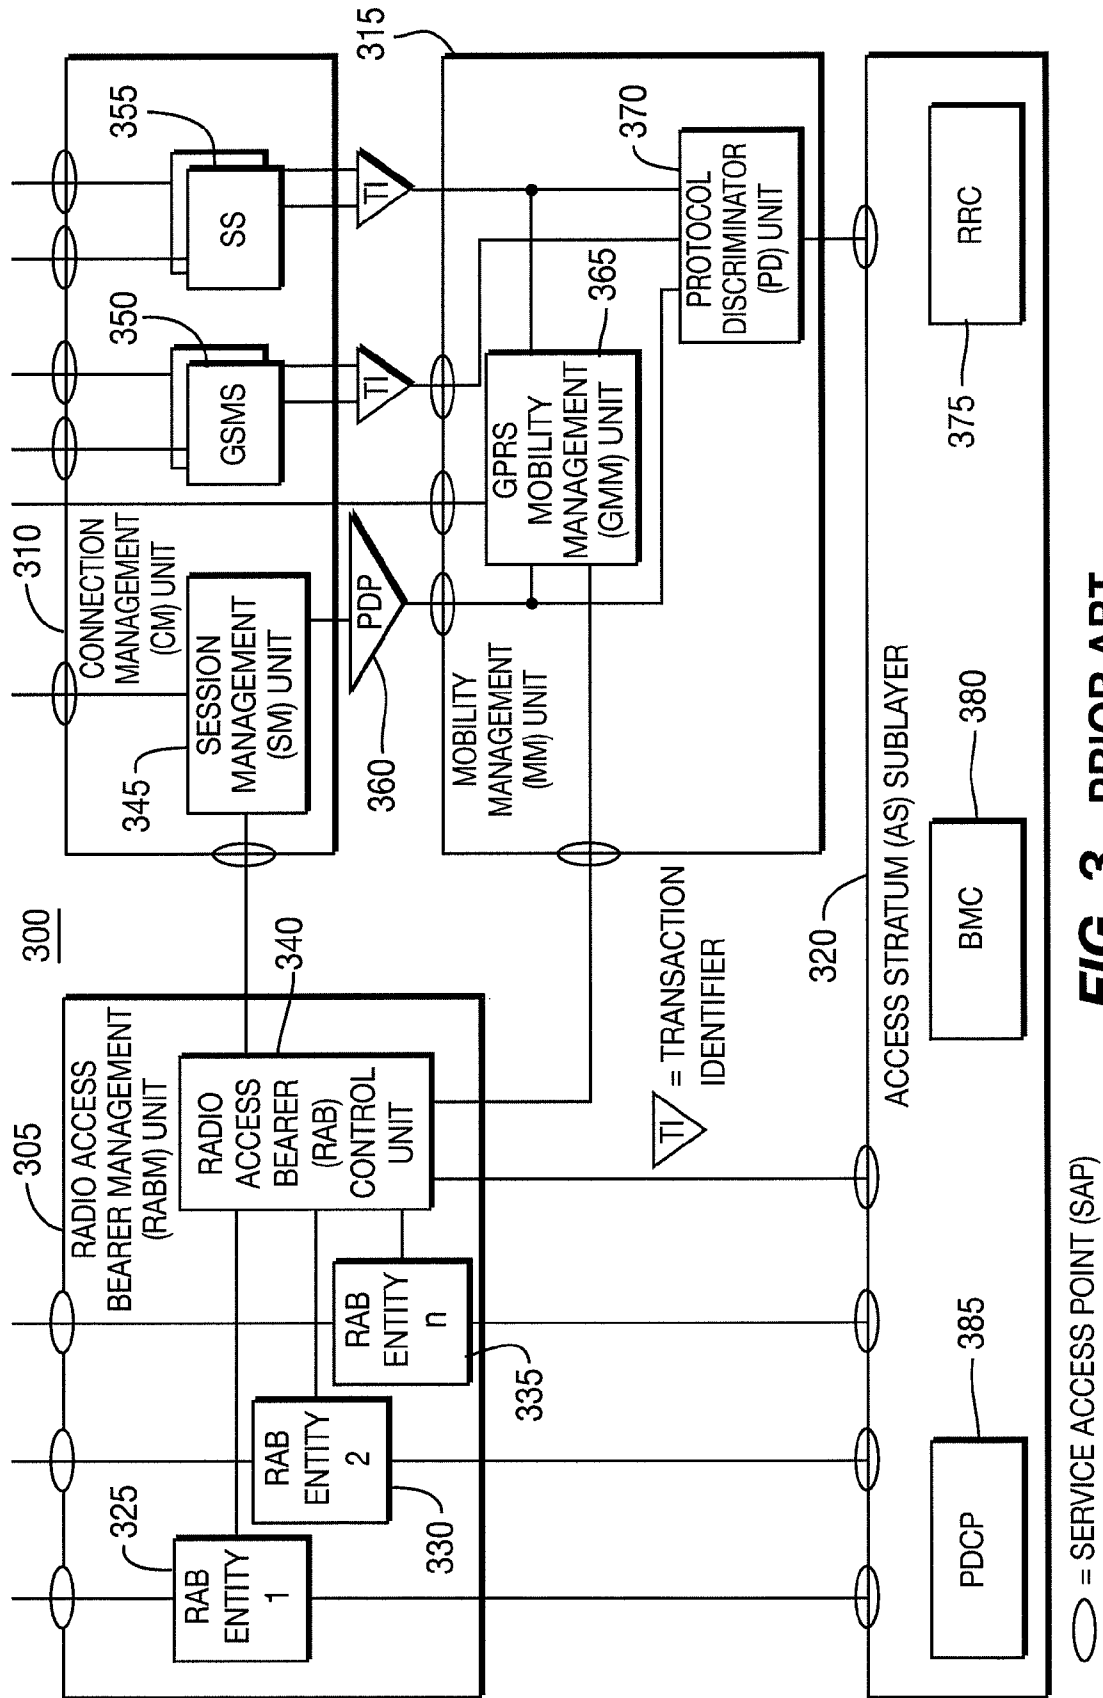 300
305
RADIO ACCESS
BEARER MANAGEMENT
(RABM) UNIT
325
RAB
ENTITY
1
RAB
ENTITY
2
330
RAB
ENTITY
n
335
RADIO
ACCESS
BEARER
(RAB)
CONTROL
UNIT
340
310
CONNECTION
MANAGEMENT
(CM) UNIT
345
SESSION
MANAGEMENT
(SM) UNIT
350
GSMS
355
SS
PDP
360
TI
TI
315
MOBILITY
MANAGEMENT
(MM) UNIT
GPRS
MOBILITY
MANAGEMENT
(GMM) UNIT
365
370
PROTOCOL
DISCRIMINATOR
(PD) UNIT
TI = TRANSACTION
IDENTIFIER
320
ACCESS STRATUM (AS) SUBLAYER
PDCP
385
BMC
380
RRC
375
= SERVICE ACCESS POINT (SAP)
FIG. 3 PRIOR ART